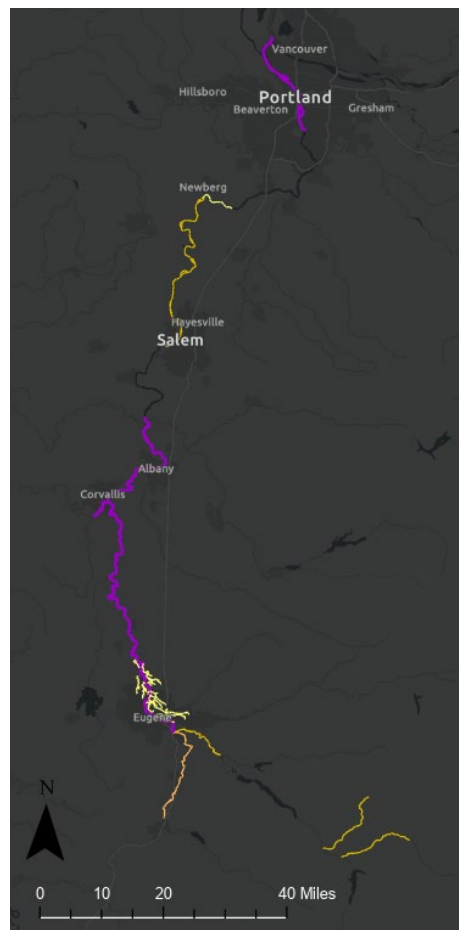 Vancouver
Hillsboro
Portland
Beaverton
Gresham
Newberg
Hayesville
Salem
Albany
Corvallis
Eugene
N
0 10 20 40 Miles